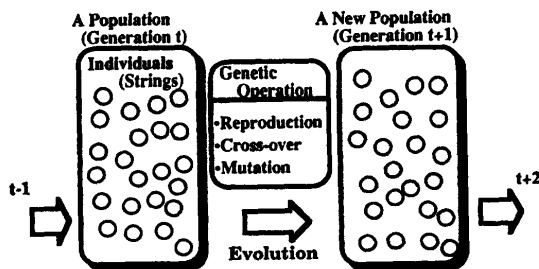 A Population
(Generation t)
Individuals
(Strings)
Genetic
Operation
•Reproduction
•Cross-over
•Mutation
A New Population
(Generation t+1)
t-1
Evolution
t+2